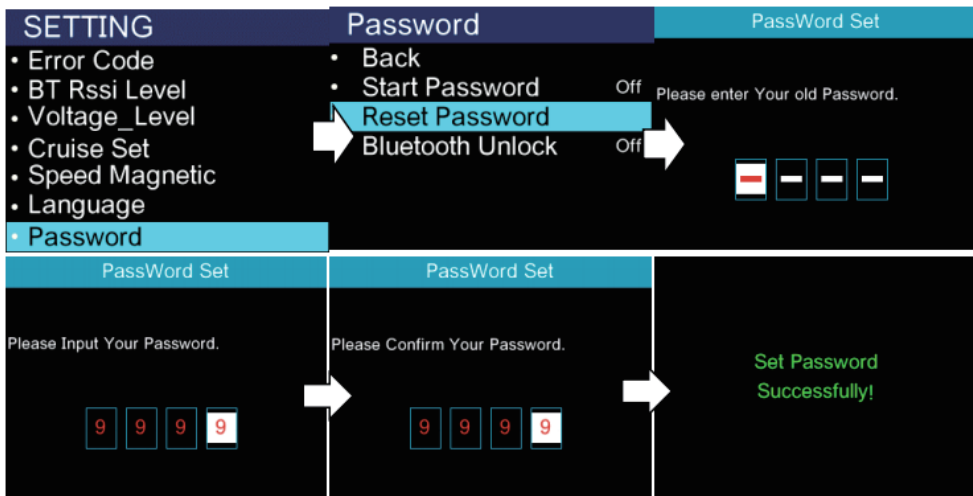 SETTING
• Error Code
• BT Rssi Level
• Voltage_Level
• Cruise Set
• Speed Magnetic
• Language
• Password
Password
• Back
• Start Password Off
Reset Password
Bluetooth Unlock Off
PassWord Set
Please enter Your old Password.
– – – –
PassWord Set
Please Input Your Password.
9 9 9 9
PassWord Set
Please Confirm Your Password.
9 9 9 9
Set Password
Successfully!